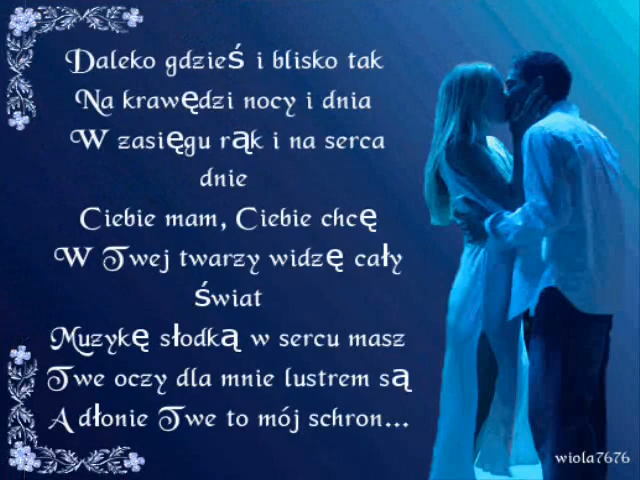 Daleko gdzieś i blisko tak
Na krawędzi nocy i dnia
W zasięgu rąk i na serca
dnie
Ciebie mam, Ciebie chcę
W Twej twarzy widzę cały
świat
Muzykę słodką w sercu masz
Twe oczy dla mnie lustrem są
A dłonie Twe to mój schron...
wiola7676